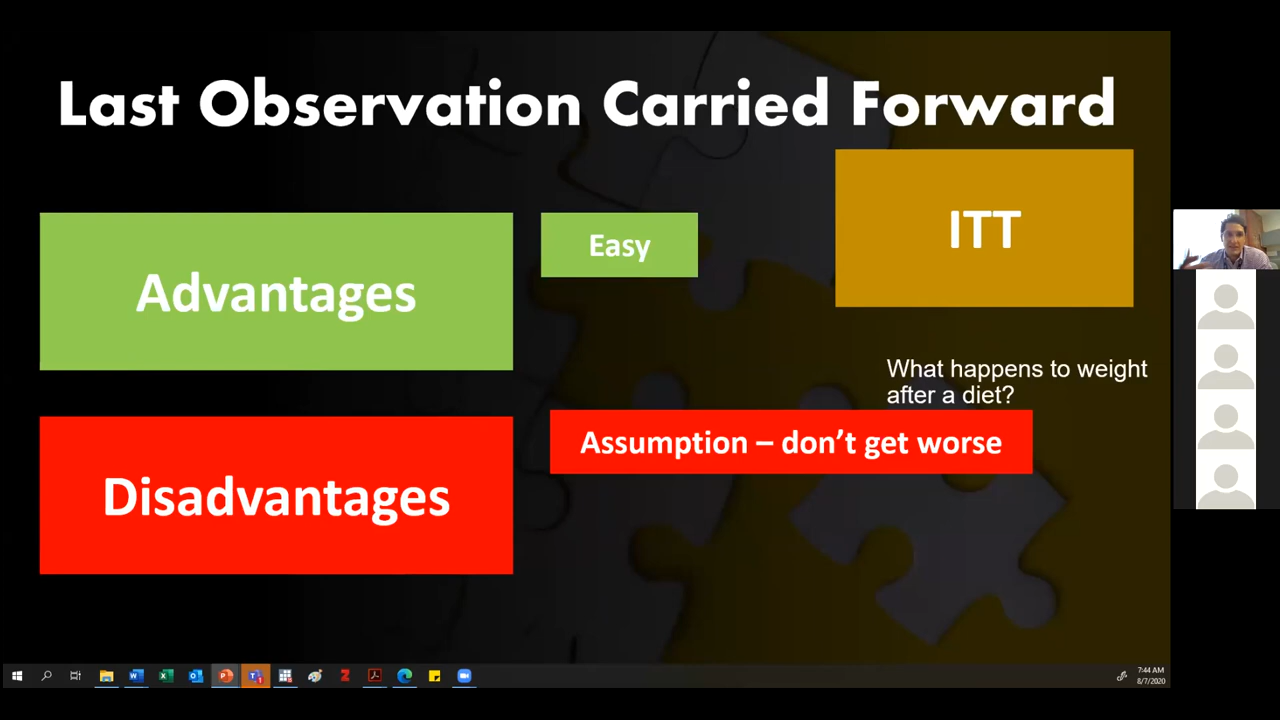 Last Observation Carried Forward
ITT
Advantages
Easy
What happens to weight
after a diet?
Assumption – don't get worse
Disadvantages
7:44 AM
8/7/2020